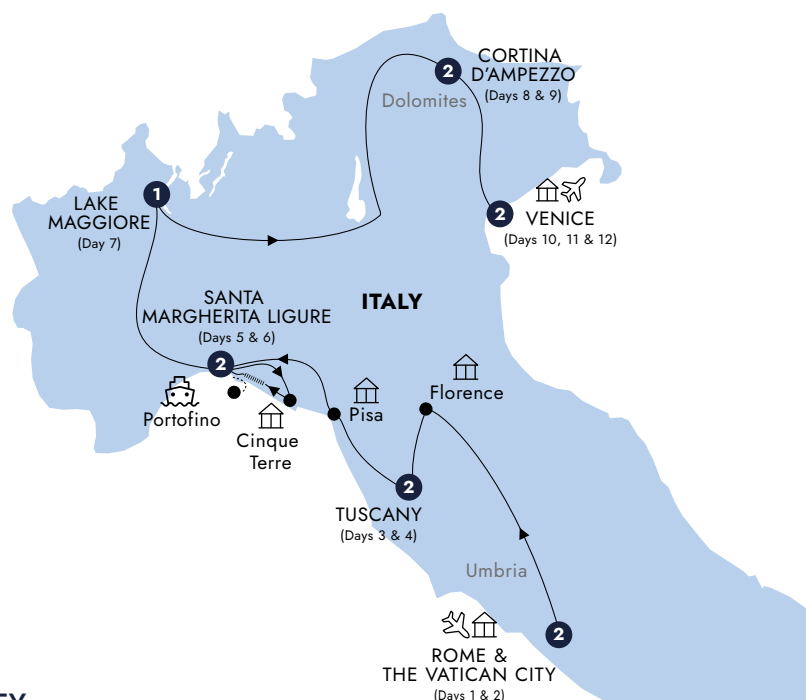 2
CORTINA
D'AMPEZZO
(Days 8 & 9)
Dolomites
1
LAKE
MAGGIORE
(Day 7)
2
VENICE
(Days 10, 11 & 12)
SANTA
MARGHERITA LIGURE
(Days 5 & 6)
ITALY
2
Portofino
Cinque
Terre
Pisa
Florence
2
TUSCANY
(Days 3 & 4)
Umbria
2
ROME &
THE VATICAN CITY
(Days 1 & 2)